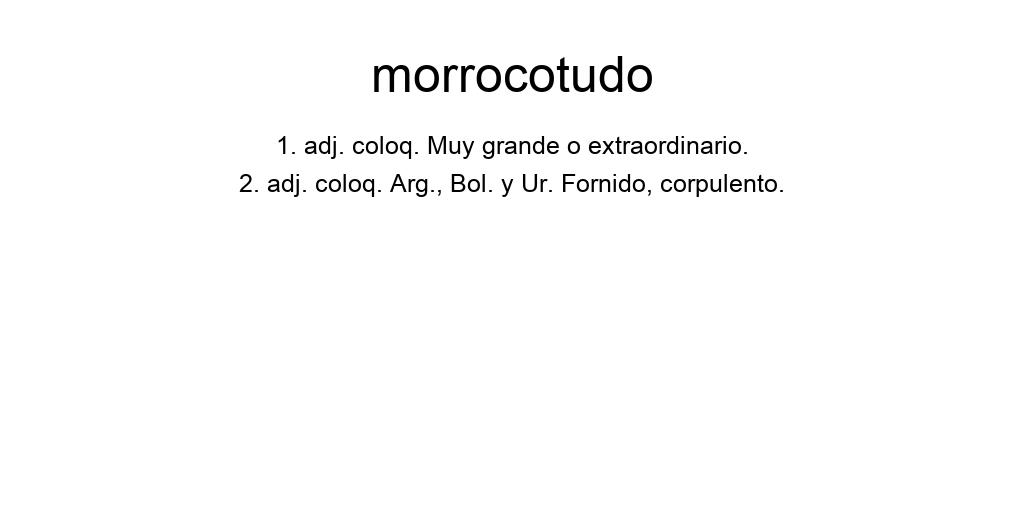 morrocotudo
1. adj. coloq. Muy grande o extraordinario.
2. adj. coloq. Arg., Bol. y Ur. Fornido, corpulento.